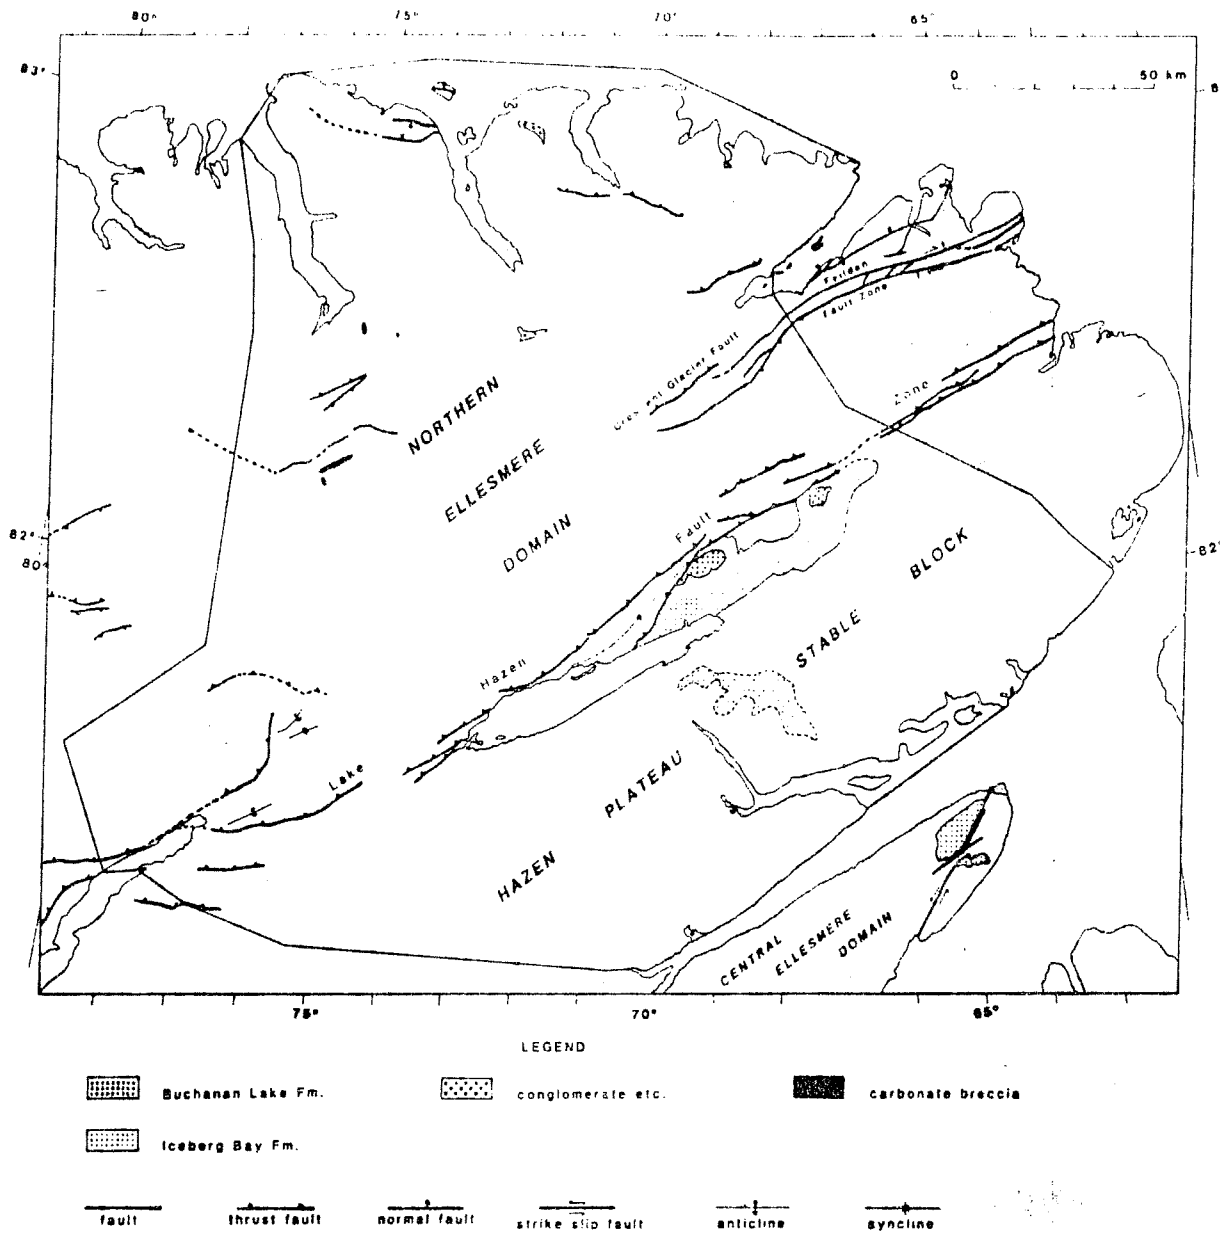 80° 75° 70° 65°
83°
0 50 km
8
Feilden
Fault Zone
Crescent Glacier Fault
Zone
NORTHERN
ELLESMERE
DOMAIN
82°
80°
82°
Fault
BLOCK
STABLE
Hazen
Lake
PLATEAU
HAZEN
CENTRAL
ELLESMERE
DOMAIN
75° 70° 65°
LEGEND
Buchanan Lake Fm. conglomerate etc. carbonate breccia
Iceberg Bay Fm.
fault thrust fault normal fault strike slip fault anticline syncline